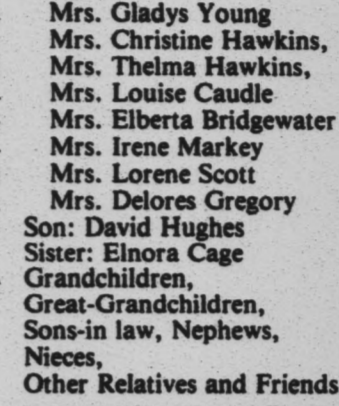 Mrs. Gladys Young
Mrs. Christine Hawkins,
Mrs. Thelma Hawkins,
Mrs. Louise Caudle
Mrs. Elberta Bridgewater
Mrs. Irene Markey
Mrs. Lorene Scott
Mrs. Delores Gregory
Son: David Hughes
Sister: Elnora Cage
Grandchildren,
Great-Grandchildren,
Sons-in law, Nephews,
Nieces,
Other Relatives and Friends